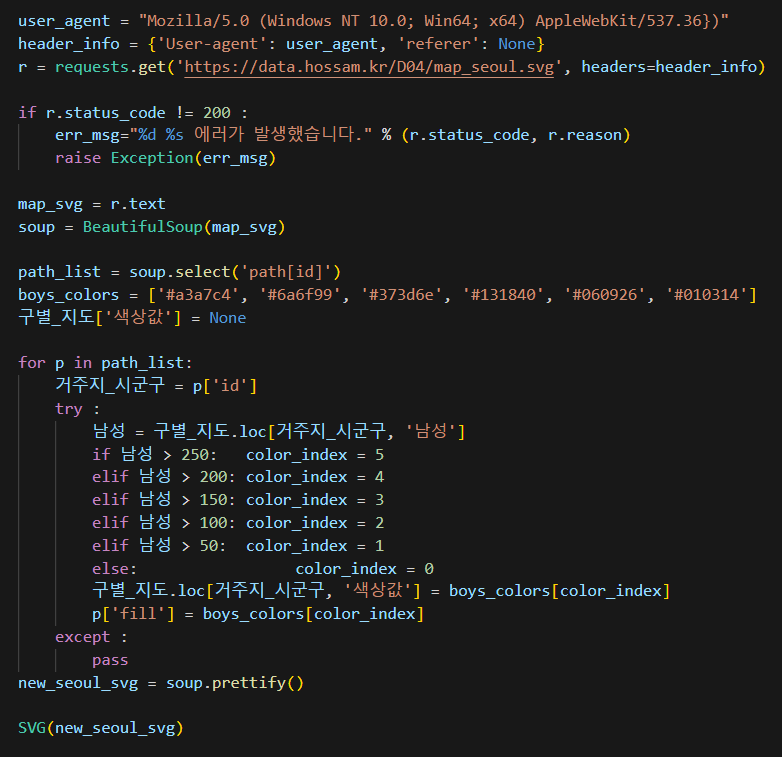 user_agent = "Mozilla/5.0 (Windows NT 10.0; Win64; x64) AppleWebKit/537.36})"
header_info = {'User-agent': user_agent, 'referer': None}
r = requests.get('https://data.hossam.kr/D04/map_seoul.svg', headers=header_info)

if r.status_code != 200 :
    err_msg="%d %s 에러가 발생했습니다." % (r.status_code, r.reason)
    raise Exception(err_msg)

map_svg = r.text
soup = BeautifulSoup(map_svg)

path_list = soup.select('path[id]')
boys_colors = ['#a3a7c4', '#6a6f99', '#373d6e', '#131840', '#060926', '#010314']
구별_지도['색상값'] = None

for p in path_list:
    거주지_시군구 = p['id']
    try :
        남성 = 구별_지도.loc[거주지_시군구, '남성']
        if 남성 > 250:   color_index = 5
        elif 남성 > 200: color_index = 4
        elif 남성 > 150: color_index = 3
        elif 남성 > 100: color_index = 2
        elif 남성 > 50:  color_index = 1
        else:                 color_index = 0
        구별_지도.loc[거주지_시군구, '색상값'] = boys_colors[color_index]
        p['fill'] = boys_colors[color_index]
    except :
        pass
new_seoul_svg = soup.prettify()

SVG(new_seoul_svg)